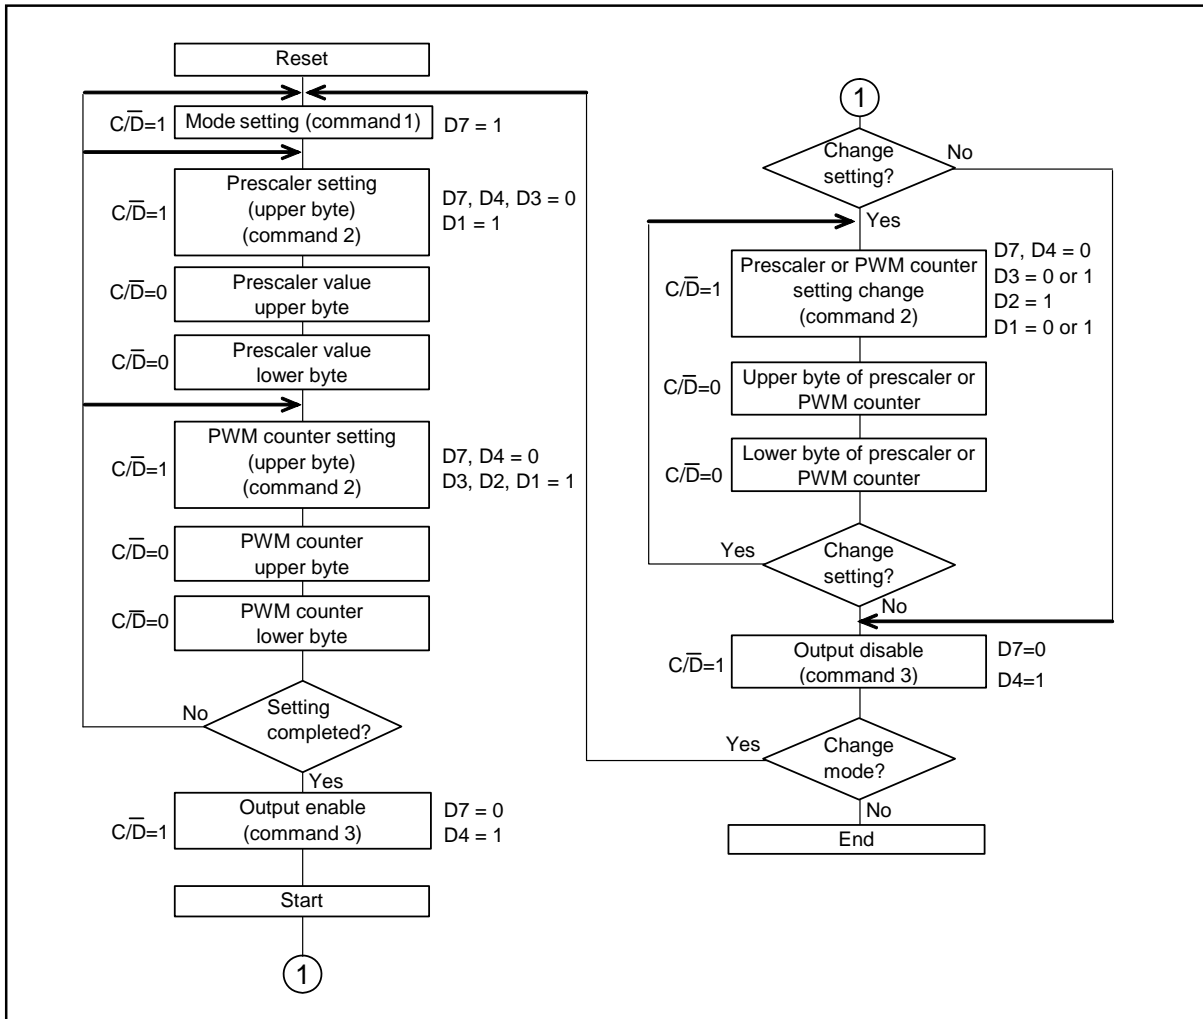 Reset
C/D̅=1
Mode setting (command 1)
D7 = 1
C/D̅=1
Prescaler setting
(upper byte)
(command 2)
D7, D4, D3 = 0
D1 = 1
C/D̅=0
Prescaler value
upper byte
C/D̅=0
Prescaler value
lower byte
C/D̅=1
PWM counter setting
(upper byte)
(command 2)
D7, D4 = 0
D3, D2, D1 = 1
C/D̅=0
PWM counter
upper byte
C/D̅=0
PWM counter
lower byte
No
Setting
completed?
Yes
C/D̅=1
Output enable
(command 3)
D7 = 0
D4 = 1
Start
1
1
Change
setting?
No
Yes
C/D̅=1
Prescaler or PWM counter
setting change
(command 2)
D7, D4 = 0
D3 = 0 or 1
D2 = 1
D1 = 0 or 1
C/D̅=0
Upper byte of prescaler or
PWM counter
C/D̅=0
Lower byte of prescaler or
PWM counter
Yes
Change
setting?
No
C/D̅=1
Output disable
(command 3)
D7=0
D4=1
Yes
Change
mode?
No
End